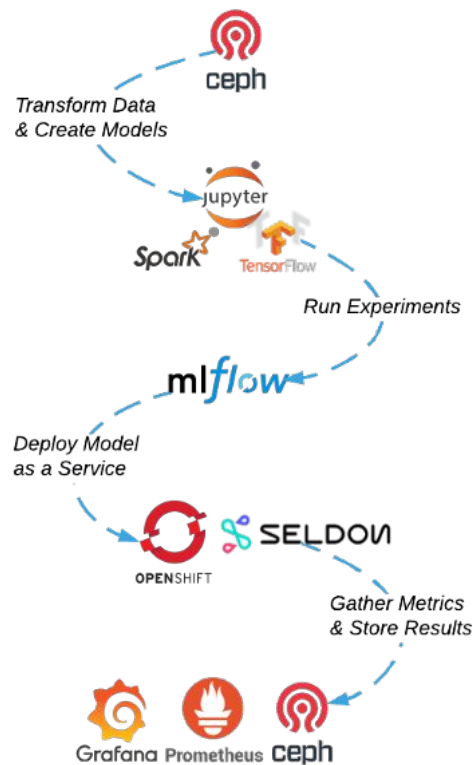 ceph
Transform Data
& Create Models
jupyter
Spark
TensorFlow
Run Experiments
mlflow
Deploy Model
as a Service
OPENSHIFT
SELDON
Gather Metrics
& Store Results
Grafana Prometheus ceph